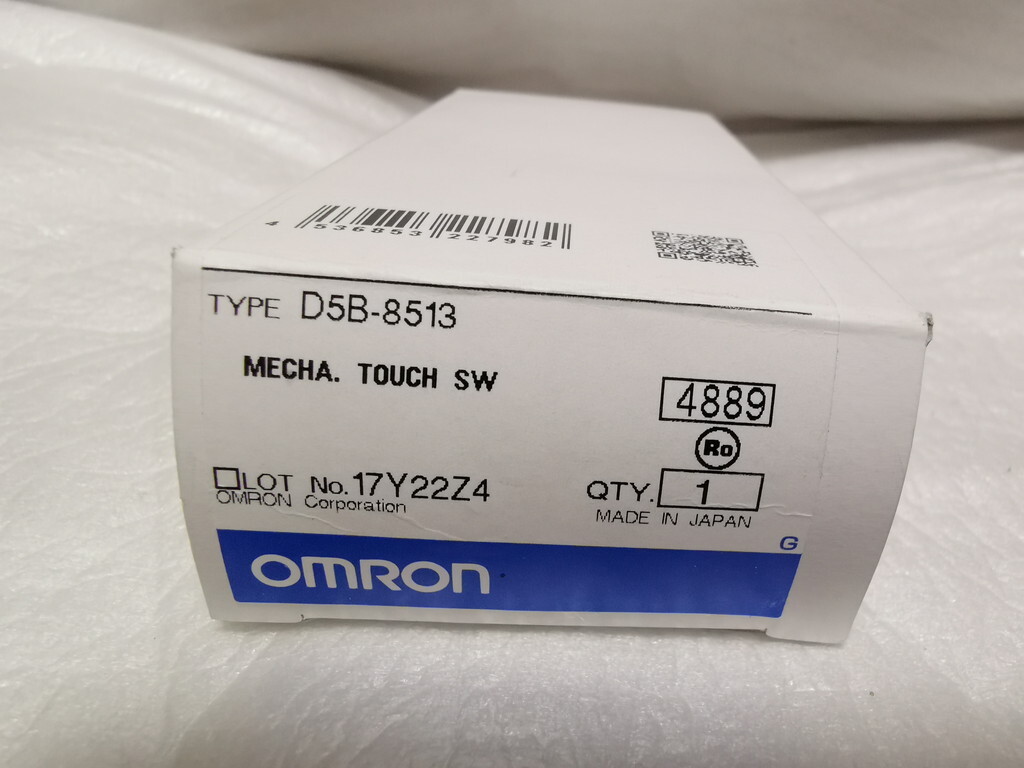 4 536853 227982
TYPE D5B-8513
MECHA. TOUCH SW
4889
Ro
LOT No.17Y22Z4
QTY. 1
OMRON Corporation
MADE IN JAPAN
G
OMRON